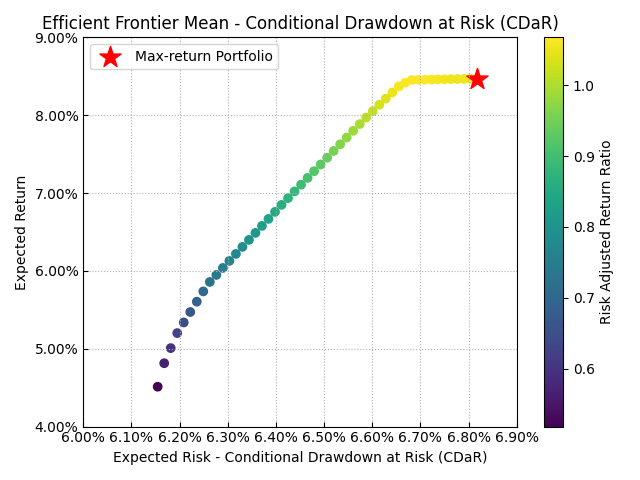 Efficient Frontier Mean - Conditional Drawdown at Risk (CDaR)
Max-return Portfolio
9.00%
8.00%
7.00%
6.00%
5.00%
4.00%
Expected Return
6.00% 6.10% 6.20% 6.30% 6.40% 6.50% 6.60% 6.70% 6.80% 6.90%
Expected Risk - Conditional Drawdown at Risk (CDaR)
1.0
0.9
0.8
0.7
0.6
Risk Adjusted Return Ratio